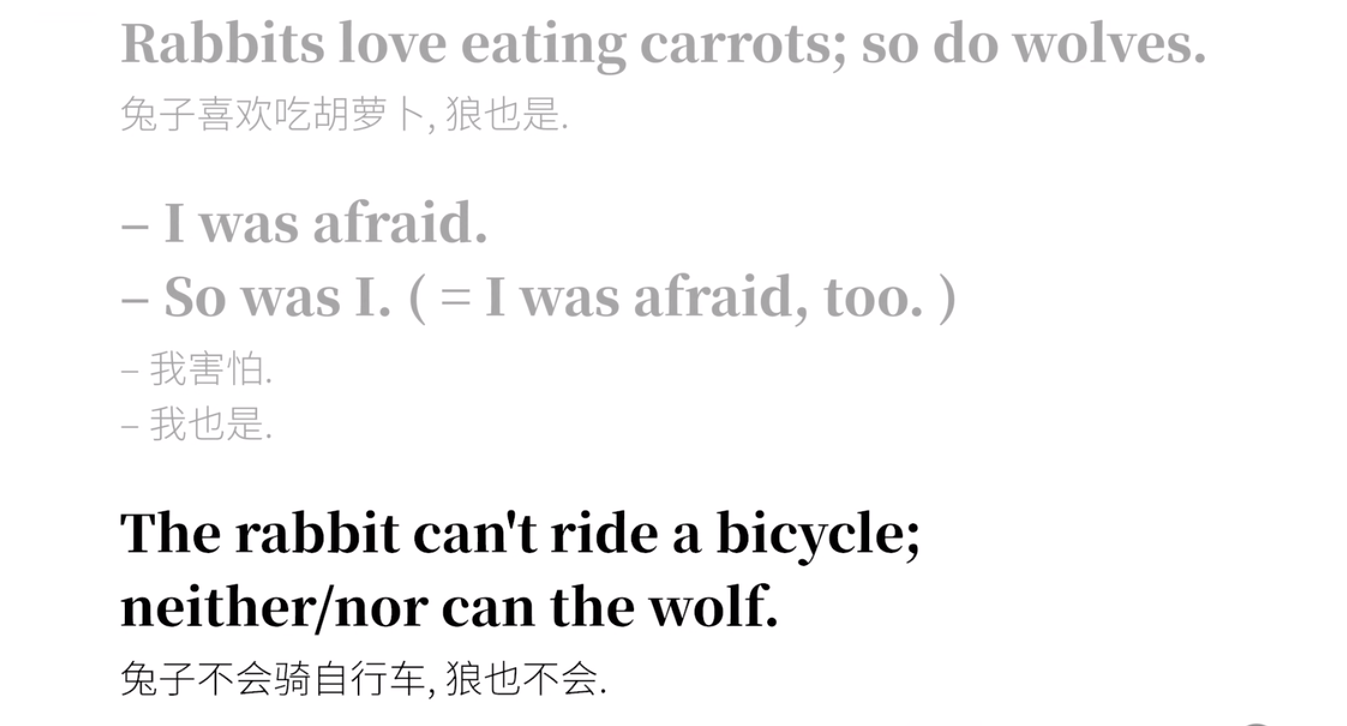 Rabbits love eating carrots; so do wolves.
兔子喜欢吃胡萝卜, 狼也是.
– I was afraid.
– So was I. ( = I was afraid, too. )
– 我害怕.
– 我也是.
The rabbit can't ride a bicycle;
neither/nor can the wolf.
兔子不会骑自行车, 狼也不会.